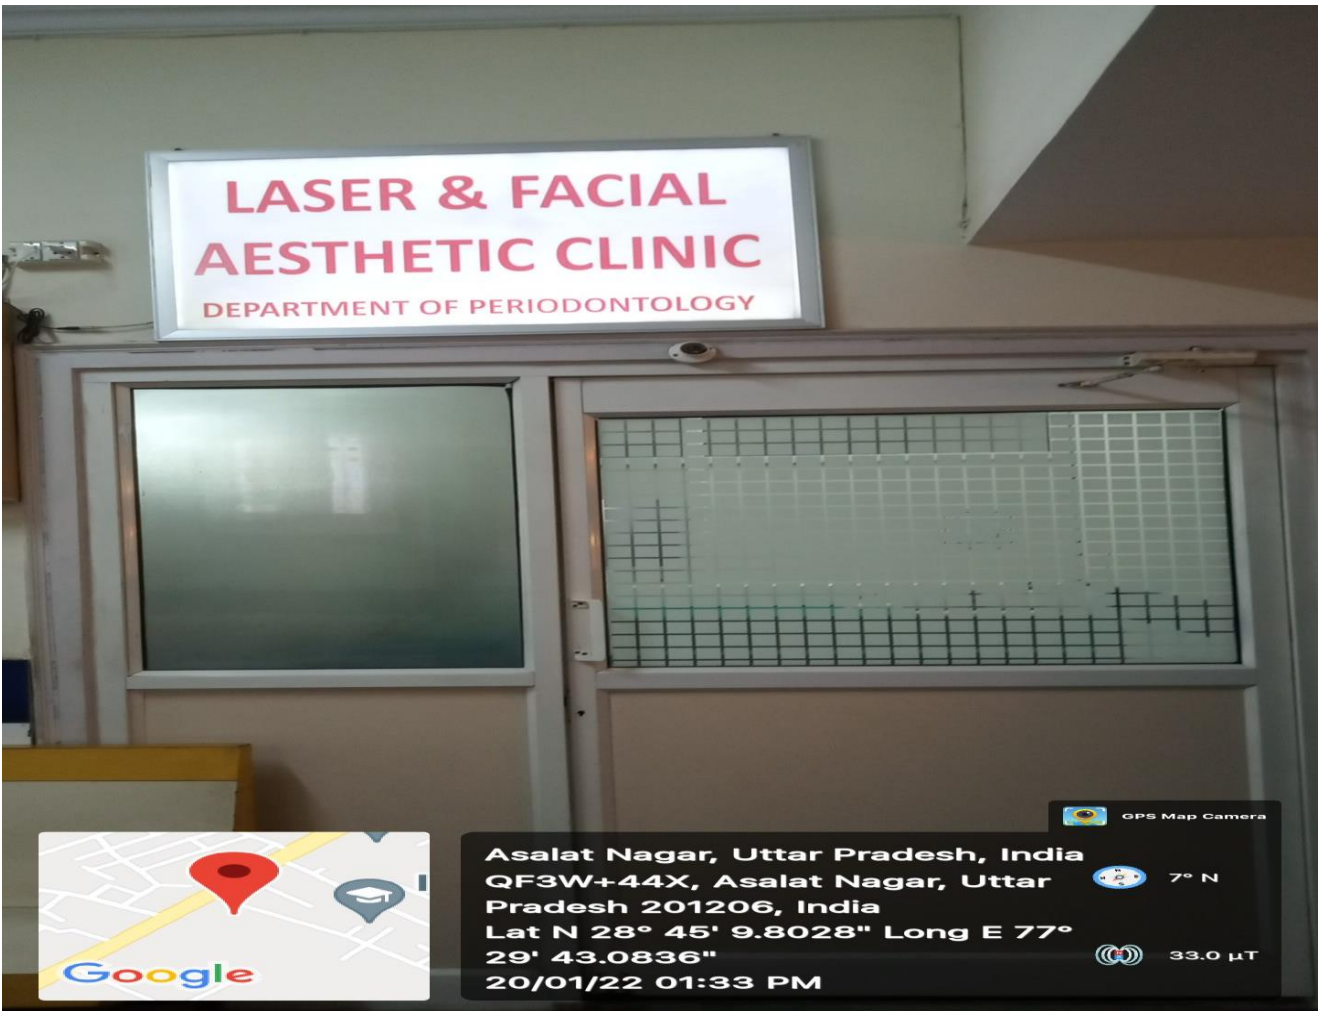 LASER & FACIAL
AESTHETIC CLINIC
DEPARTMENT OF PERIODONTOLOGY
GPS Map Camera
Asalat Nagar, Uttar Pradesh, India
QF3W+44X, Asalat Nagar, Uttar
Pradesh 201206, India
Lat N 28° 45' 9.8028" Long E 77°
29' 43.0836"
20/01/22 01:33 PM
7° N
33.0 µT
Google